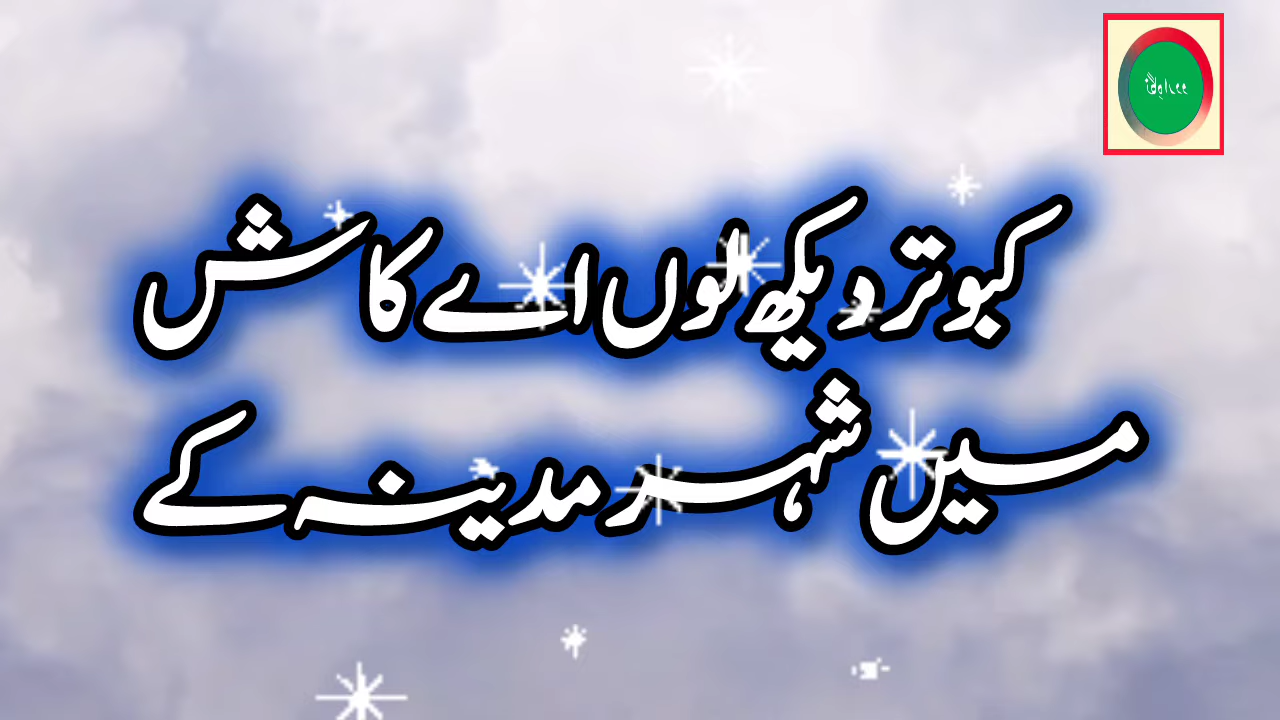 کبوتر دیکھ لوں اے کاش
میں شہر مدینہ کے